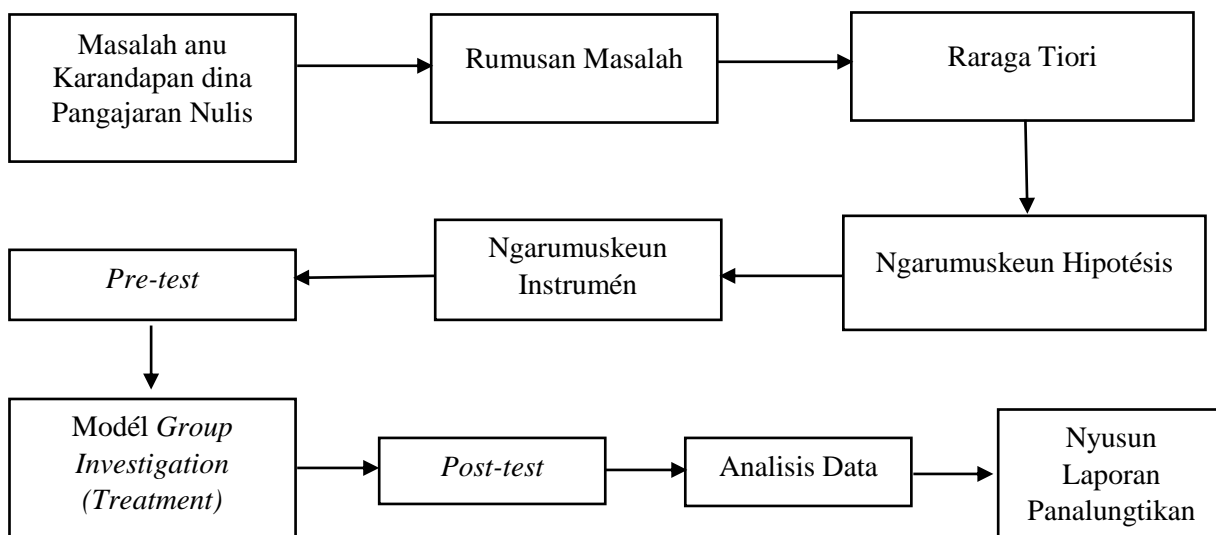 Masalah anu
Karandapan dina
Pangajaran Nulis
Rumusan Masalah
Raraga Tiori
Ngarumuskeun Hipotésis
Ngarumuskeun
Instrumén
Pre-test
Modél Group
Investigation
(Treatment)
Post-test
Analisis Data
Nyusun
Laporan
Panalungtikan